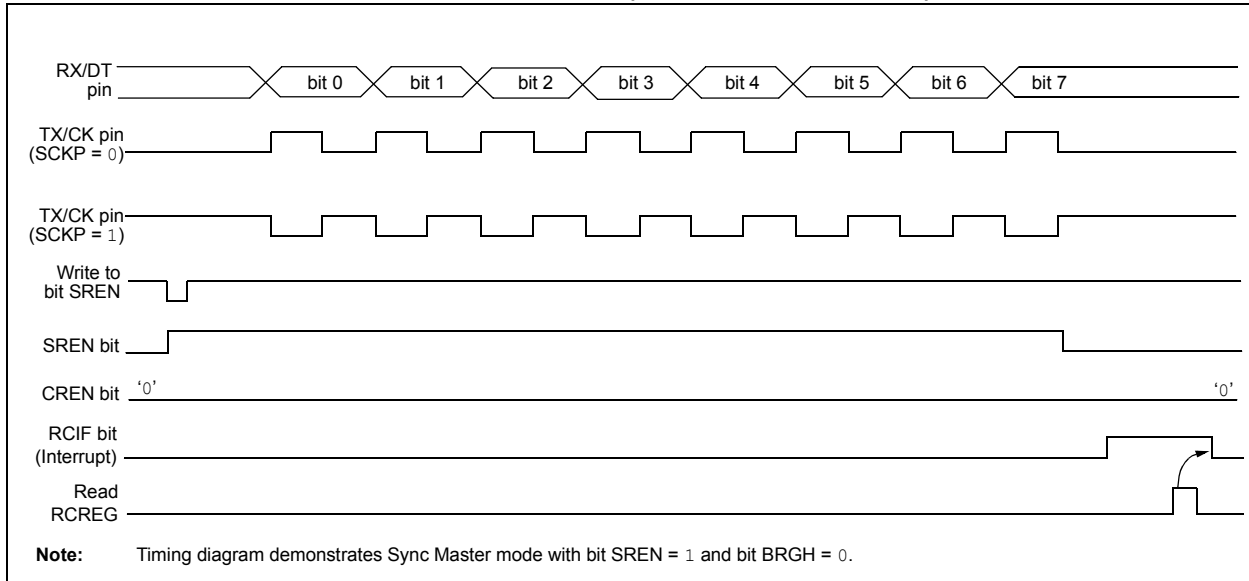 RX/DT
pin
bit 0 bit 1 bit 2 bit 3 bit 4 bit 5 bit 6 bit 7
TX/CK pin
(SCKP = 0)
TX/CK pin
(SCKP = 1)
Write to
bit SREN
SREN bit
CREN bit ‘0’ ‘0’
RCIF bit
(Interrupt)
Read
RCREG
Note: Timing diagram demonstrates Sync Master mode with bit SREN = 1 and bit BRGH = 0.